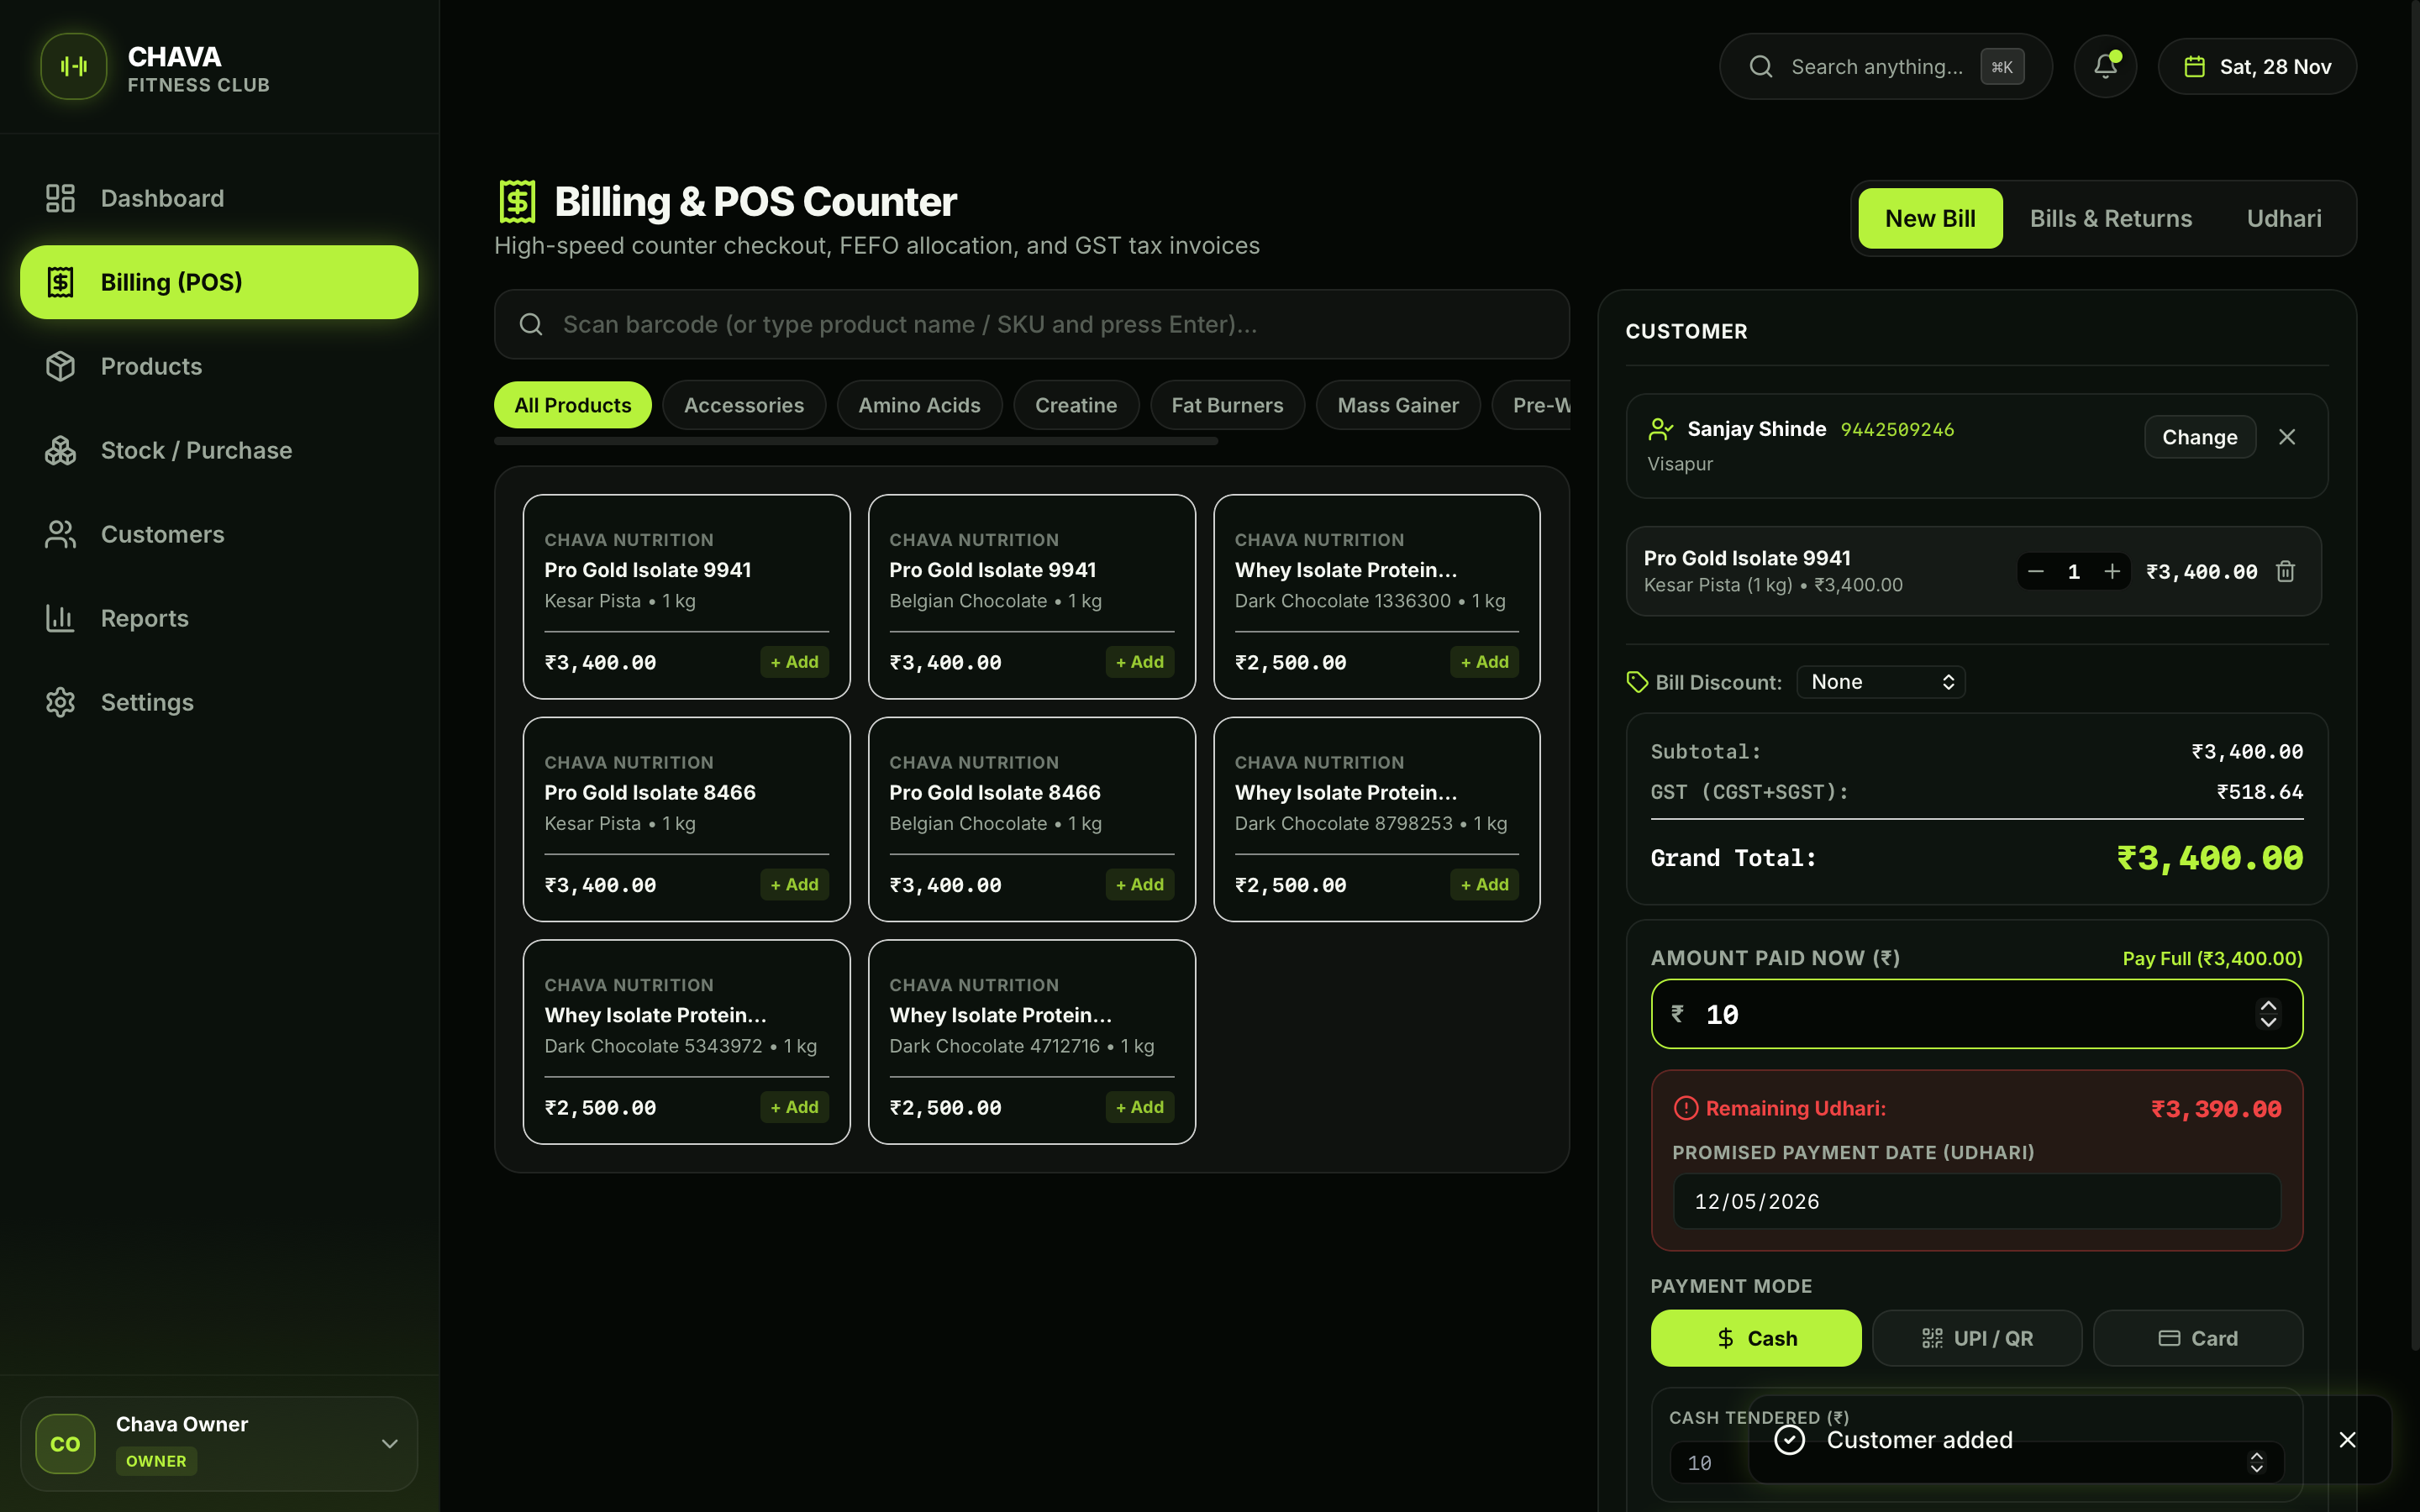 CHAVA
FITNESS CLUB
Search anything... ⌘K
Sat, 28 Nov
Dashboard
Billing (POS)
Products
Stock / Purchase
Customers
Reports
Settings
CO
Chava Owner
OWNER
Billing & POS Counter
High-speed counter checkout, FEFO allocation, and GST tax invoices
New Bill
Bills & Returns
Udhari
Scan barcode (or type product name / SKU and press Enter)...
All Products
Accessories
Amino Acids
Creatine
Fat Burners
Mass Gainer
Pre-W
CHAVA NUTRITION
Pro Gold Isolate 9941
Kesar Pista • 1 kg
₹3,400.00
+ Add
CHAVA NUTRITION
Pro Gold Isolate 9941
Belgian Chocolate • 1 kg
₹3,400.00
+ Add
CHAVA NUTRITION
Whey Isolate Protein...
Dark Chocolate 1336300 • 1 kg
₹2,500.00
+ Add
CHAVA NUTRITION
Pro Gold Isolate 8466
Kesar Pista • 1 kg
₹3,400.00
+ Add
CHAVA NUTRITION
Pro Gold Isolate 8466
Belgian Chocolate • 1 kg
₹3,400.00
+ Add
CHAVA NUTRITION
Whey Isolate Protein...
Dark Chocolate 8798253 • 1 kg
₹2,500.00
+ Add
CHAVA NUTRITION
Whey Isolate Protein...
Dark Chocolate 5343972 • 1 kg
₹2,500.00
+ Add
CHAVA NUTRITION
Whey Isolate Protein...
Dark Chocolate 4712716 • 1 kg
₹2,500.00
+ Add
CUSTOMER
Sanjay Shinde 9442509246
Visapur
Change
Pro Gold Isolate 9941
Kesar Pista (1 kg) • ₹3,400.00
1
₹3,400.00
Bill Discount: None
Subtotal: ₹3,400.00
GST (CGST+SGST): ₹518.64
Grand Total: ₹3,400.00
AMOUNT PAID NOW (₹)
Pay Full (₹3,400.00)
₹ 10
Remaining Udhari: ₹3,390.00
PROMISED PAYMENT DATE (UDHARI)
12/05/2026
PAYMENT MODE
Cash
UPI / QR
Card
CASH TENDERED (₹)
10
Customer added